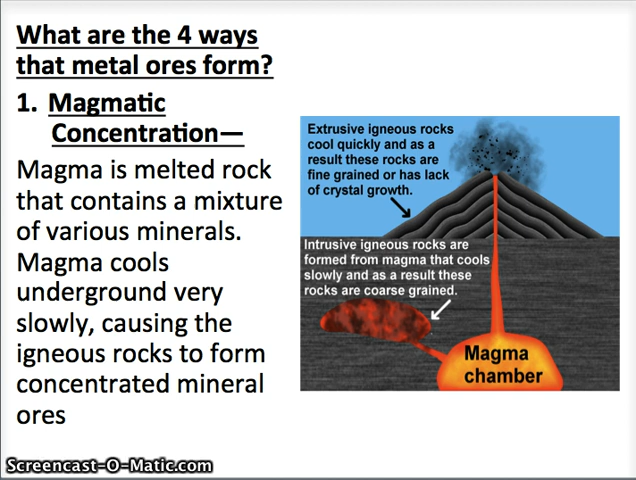 What are the 4 ways
that metal ores form?
1. Magmatic
Concentration—
Magma is melted rock
that contains a mixture
of various minerals.
Magma cools
underground very
slowly, causing the
igneous rocks to form
concentrated mineral
ores
Extrusive igneous rocks
cool quickly and as a
result these rocks are
fine grained or has lack
of crystal growth.
Intrusive igneous rocks are
formed from magma that cools
slowly and as a result these
rocks are coarse grained.
Magma
chamber
Screencast-O-Matic.com